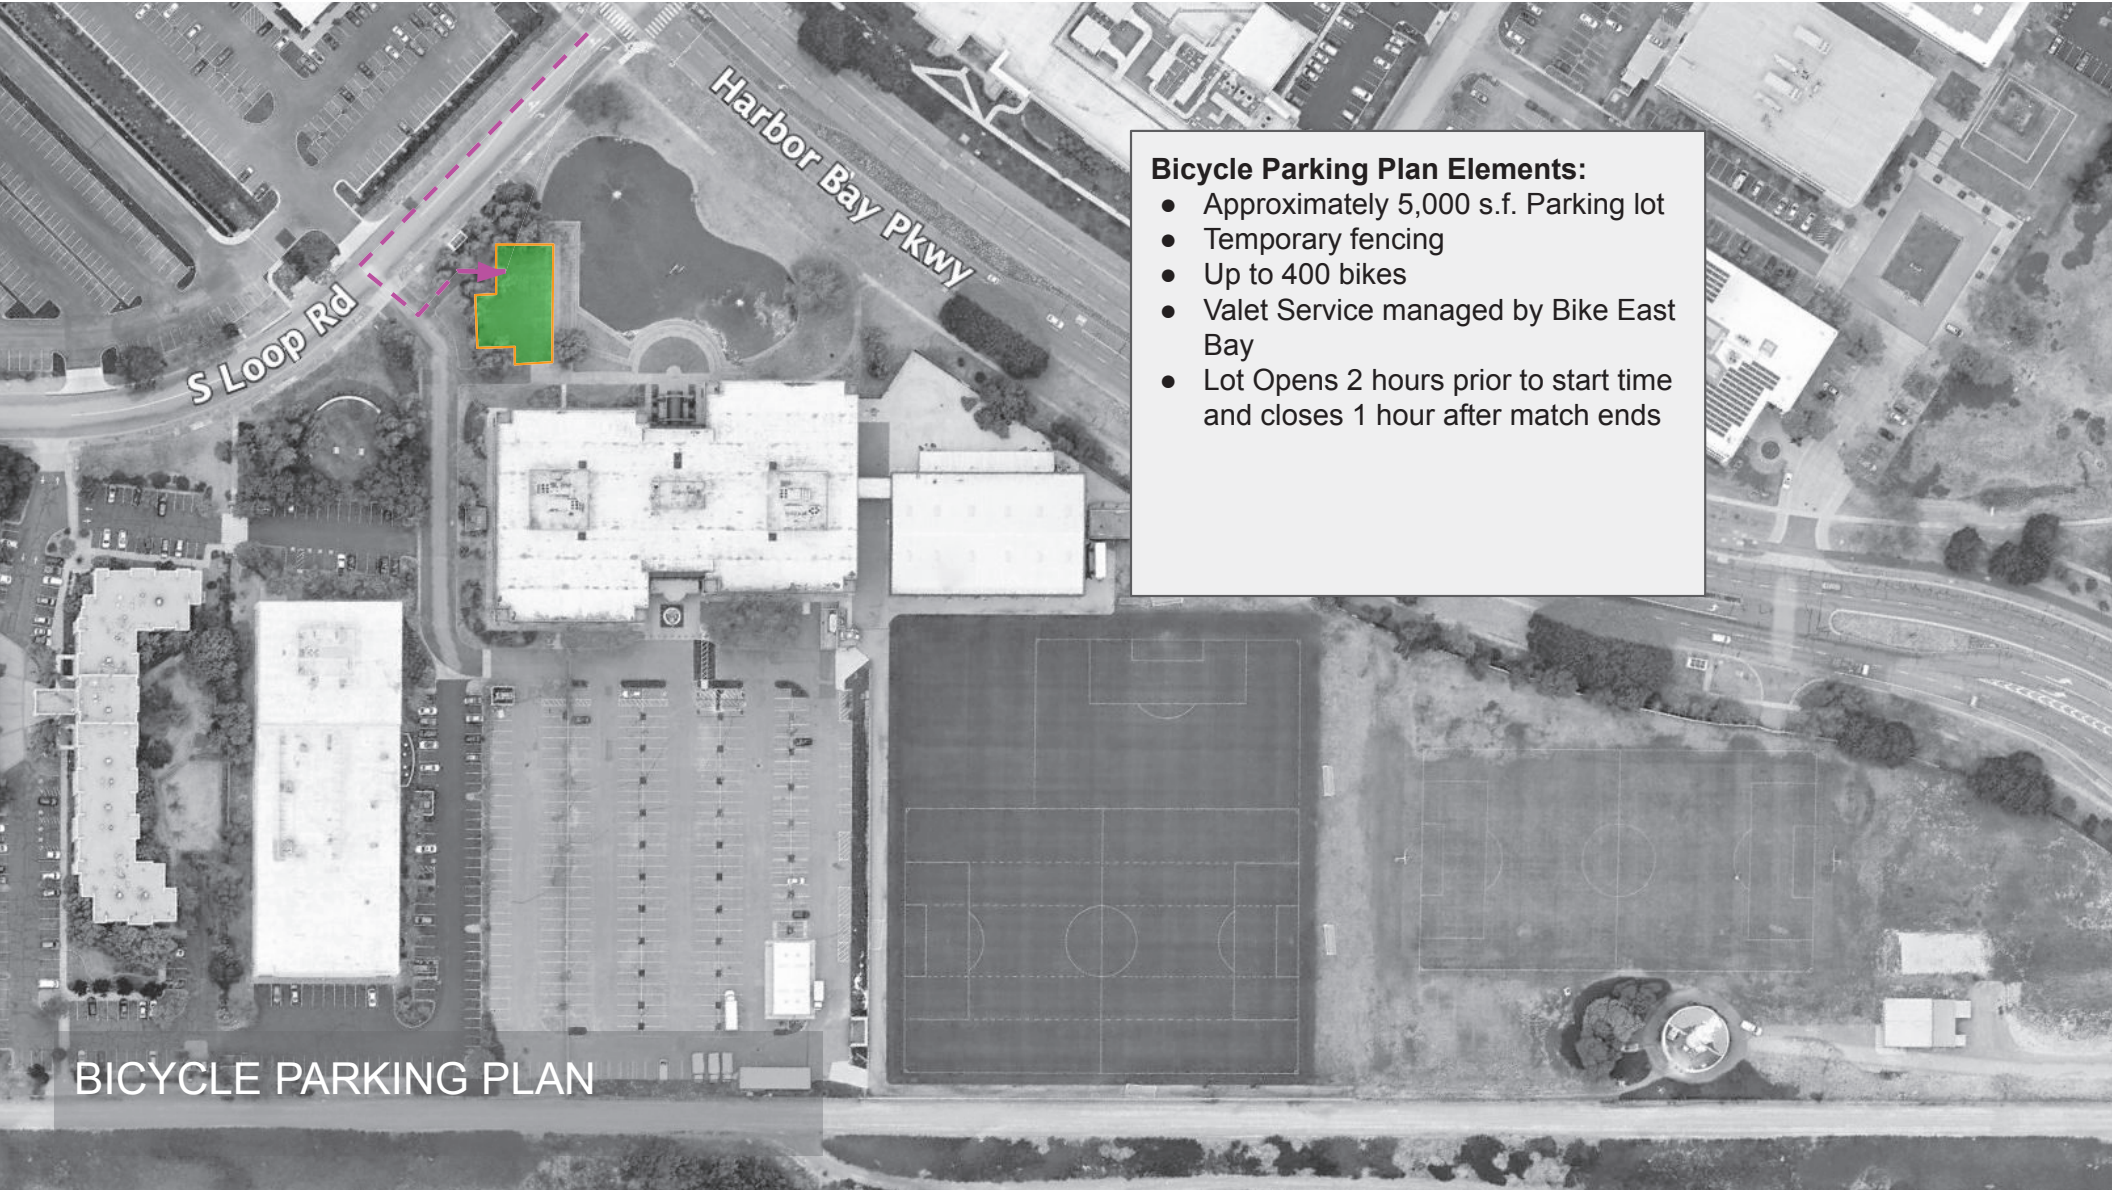 Harbor Bay Pkwy
Bicycle Parking Plan Elements:
● Approximately 5,000 s.f. Parking lot
● Temporary fencing
● Up to 400 bikes
● Valet Service managed by Bike East
Bay
● Lot Opens 2 hours prior to start time
and closes 1 hour after match ends
S Loop Rd
BICYCLE PARKING PLAN